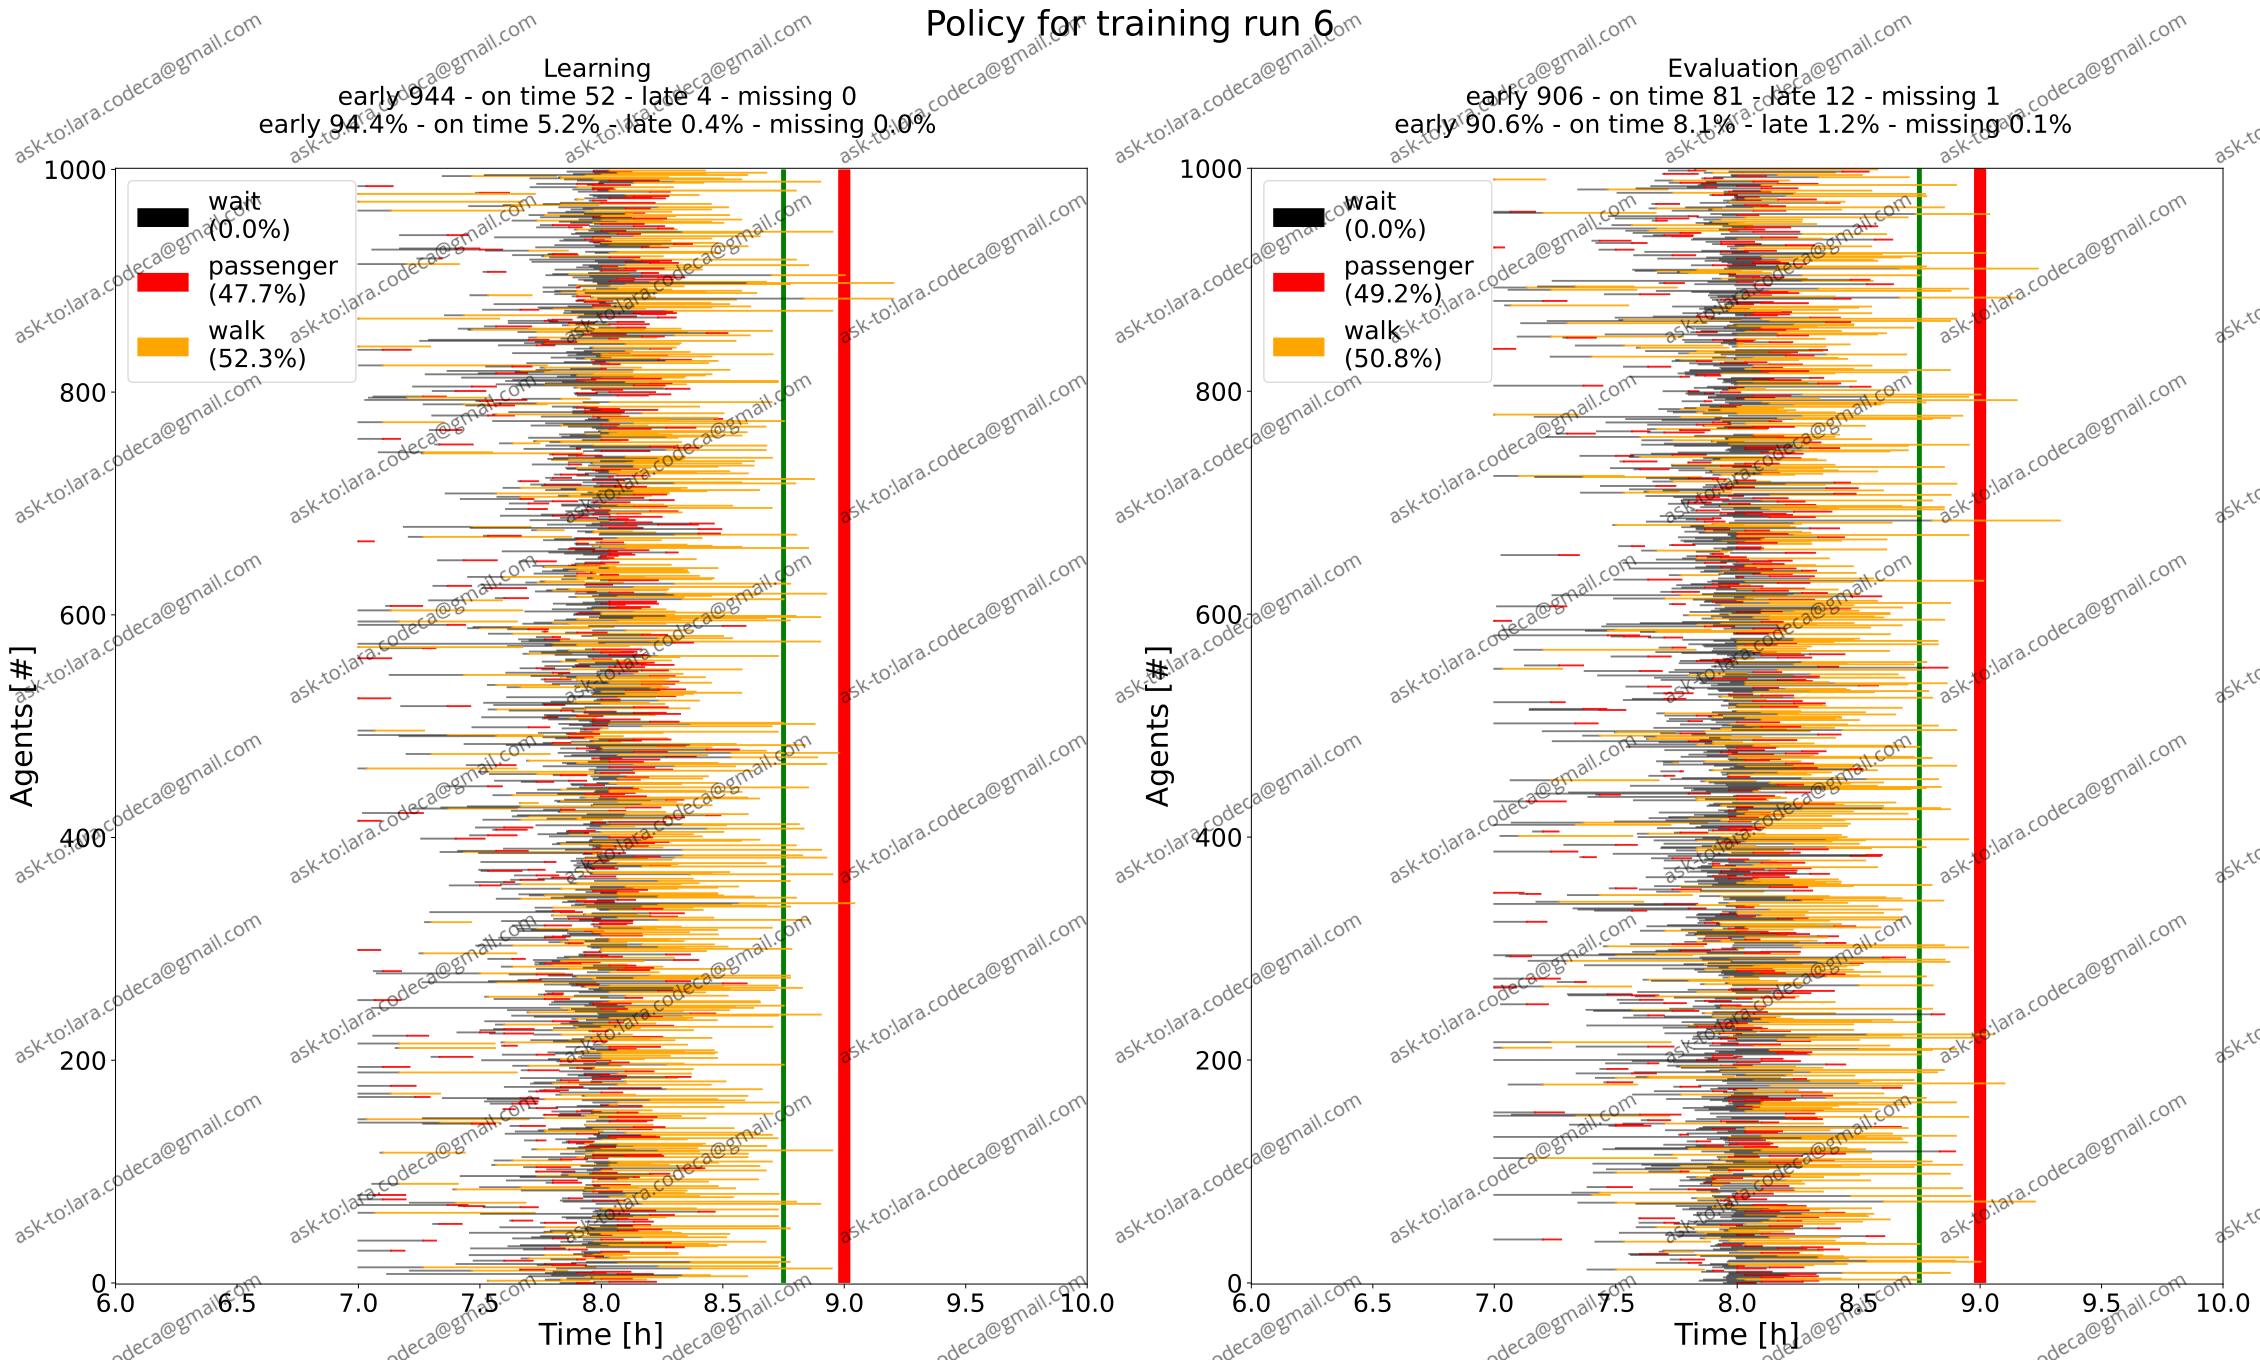 Policy for training run 6
Learning
early 944 - on time 52 - late 4 - missing 0
early 94.4% - on time 5.2% - late 0.4% - missing 0.0%
1000
800
600
400
200
0
Agents [#]
wait
(0.0%)
passenger
(47.7%)
walk
(52.3%)
6.0 6.5 7.0 7.5 8.0 8.5 9.0 9.5 10.0
Time [h]
Evaluation
early 906 - on time 81 - late 12 - missing 1
early 90.6% - on time 8.1% - late 1.2% - missing 0.1%
1000
800
600
400
200
0
Agents [#]
wait
(0.0%)
passenger
(49.2%)
walk
(50.8%)
6.0 6.5 7.0 7.5 8.0 8.5 9.0 9.5 10.0
Time [h]
ask-to:lara.codeca@gmail.com